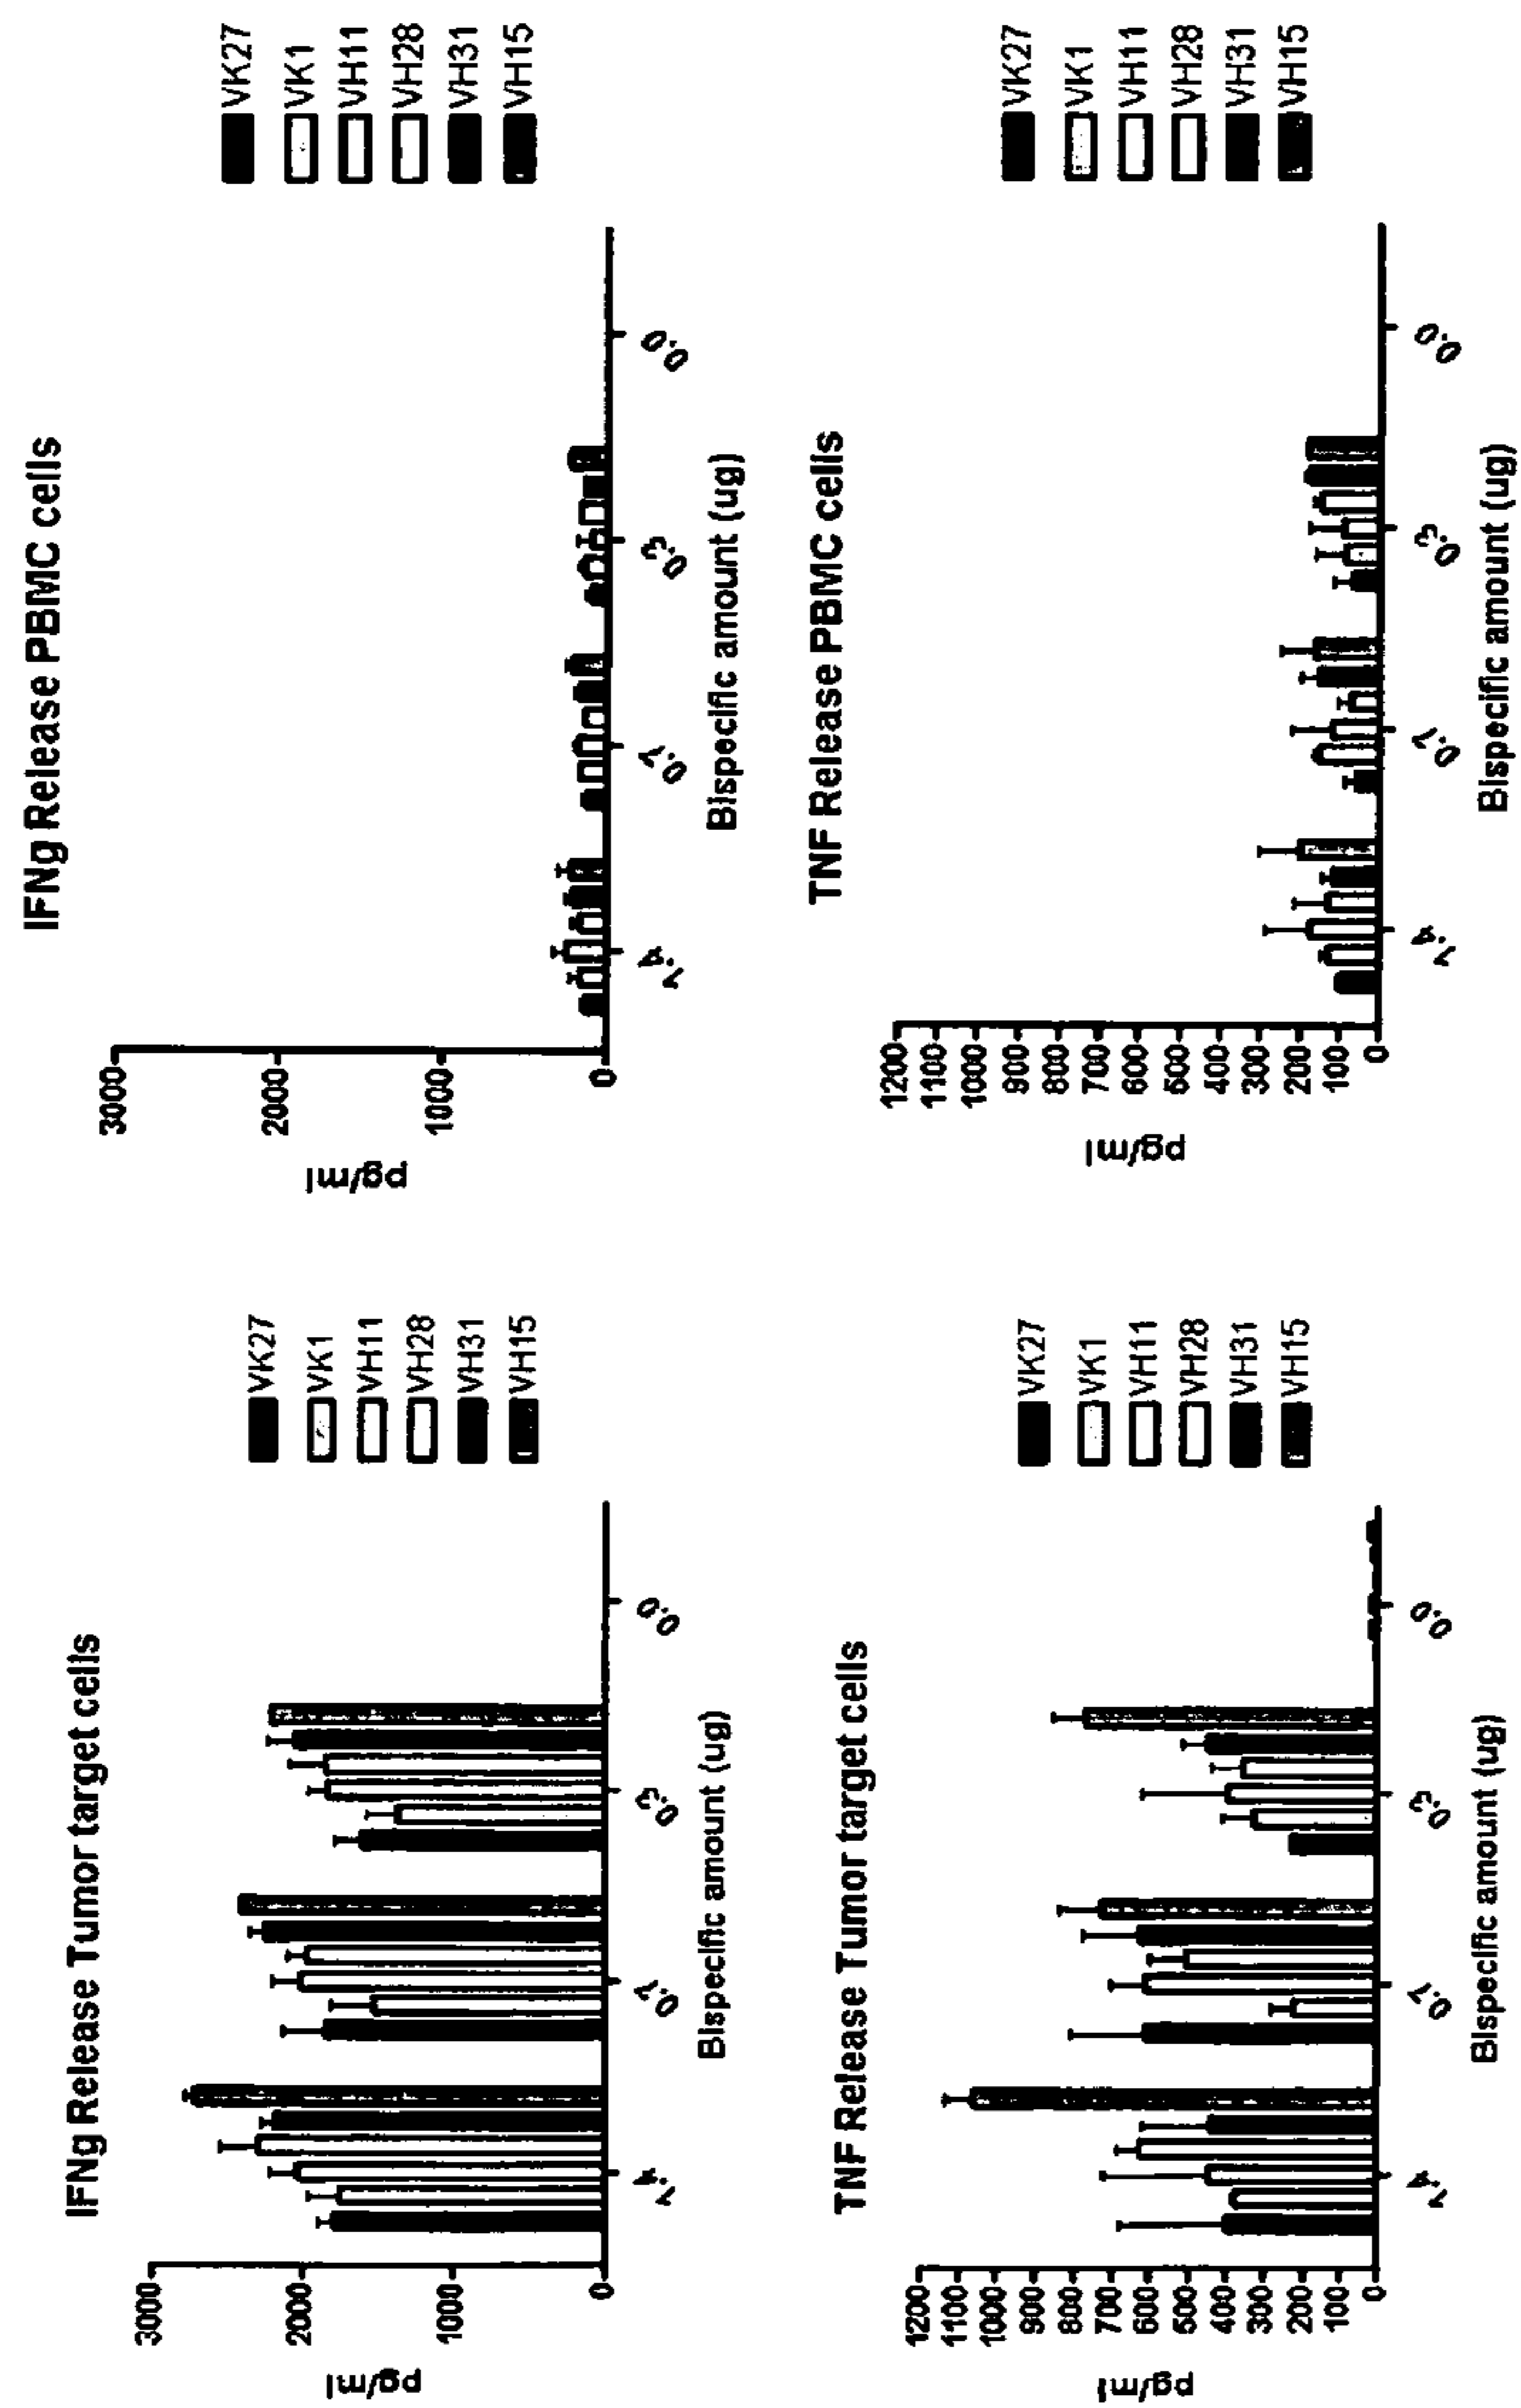 IFNg Release Tumor target cells
pg/ml
3000
2000
1000
0
1.4
0.7
0.3
0.0
Bispecific amount (ug)
VK27
VK1
VH11
VH28
VH31
VH15
IFNg Release PBMC cells
pg/ml
3000
2000
1000
0
1.4
0.7
0.3
0.0
Bispecific amount (ug)
VK27
VK1
VH11
VH28
VH31
VH15
TNF Release Tumor target cells
pg/ml
1200
1100
1000
900
800
700
600
500
400
300
200
100
0
1.4
0.7
0.3
0.0
Bispecific amount (ug)
VK27
VK1
VH11
VH28
VH31
VH15
TNF Release PBMC cells
pg/ml
1200
1100
1000
900
800
700
600
500
400
300
200
100
0
1.4
0.7
0.3
0.0
Bispecific amount (ug)
VK27
VK1
VH11
VH28
VH31
VH15